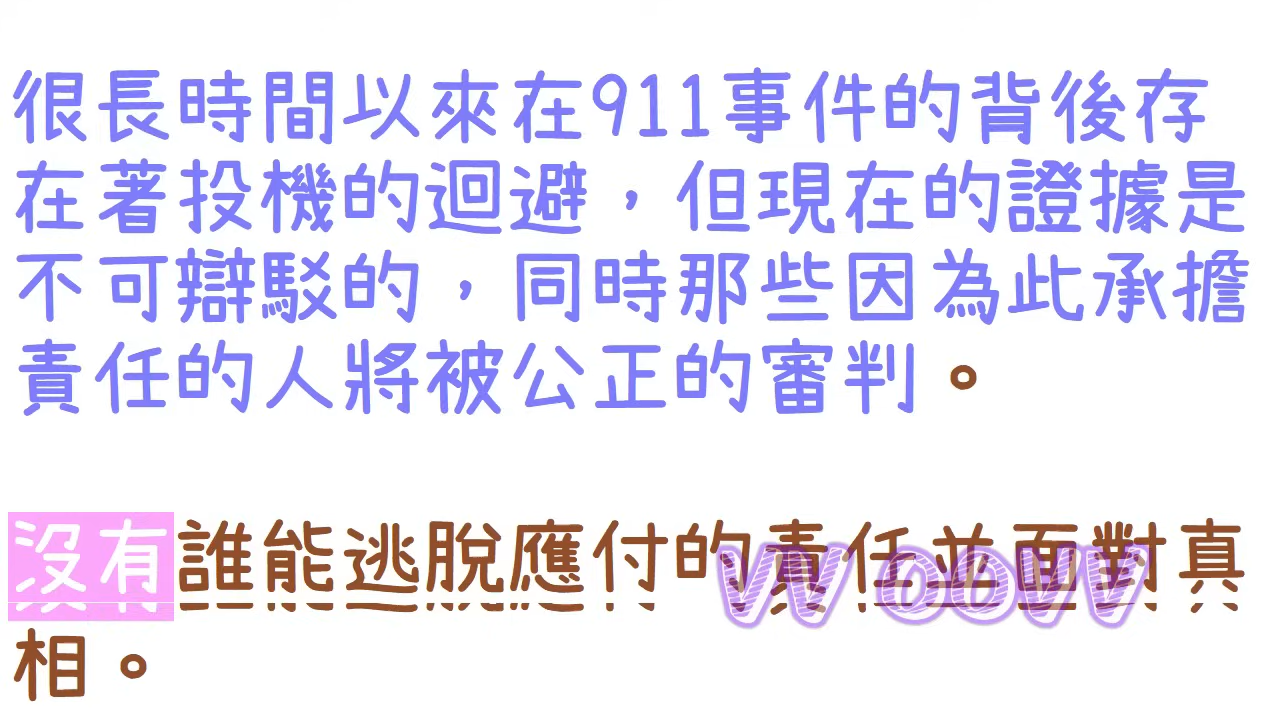 很長時間以來在911事件的背後存
在著投機的迴避，但現在的證據是
不可辯駁的，同時那些因為此承擔
責任的人將被公正的審判。
沒有誰能逃脫應付的責任並面對真
相。